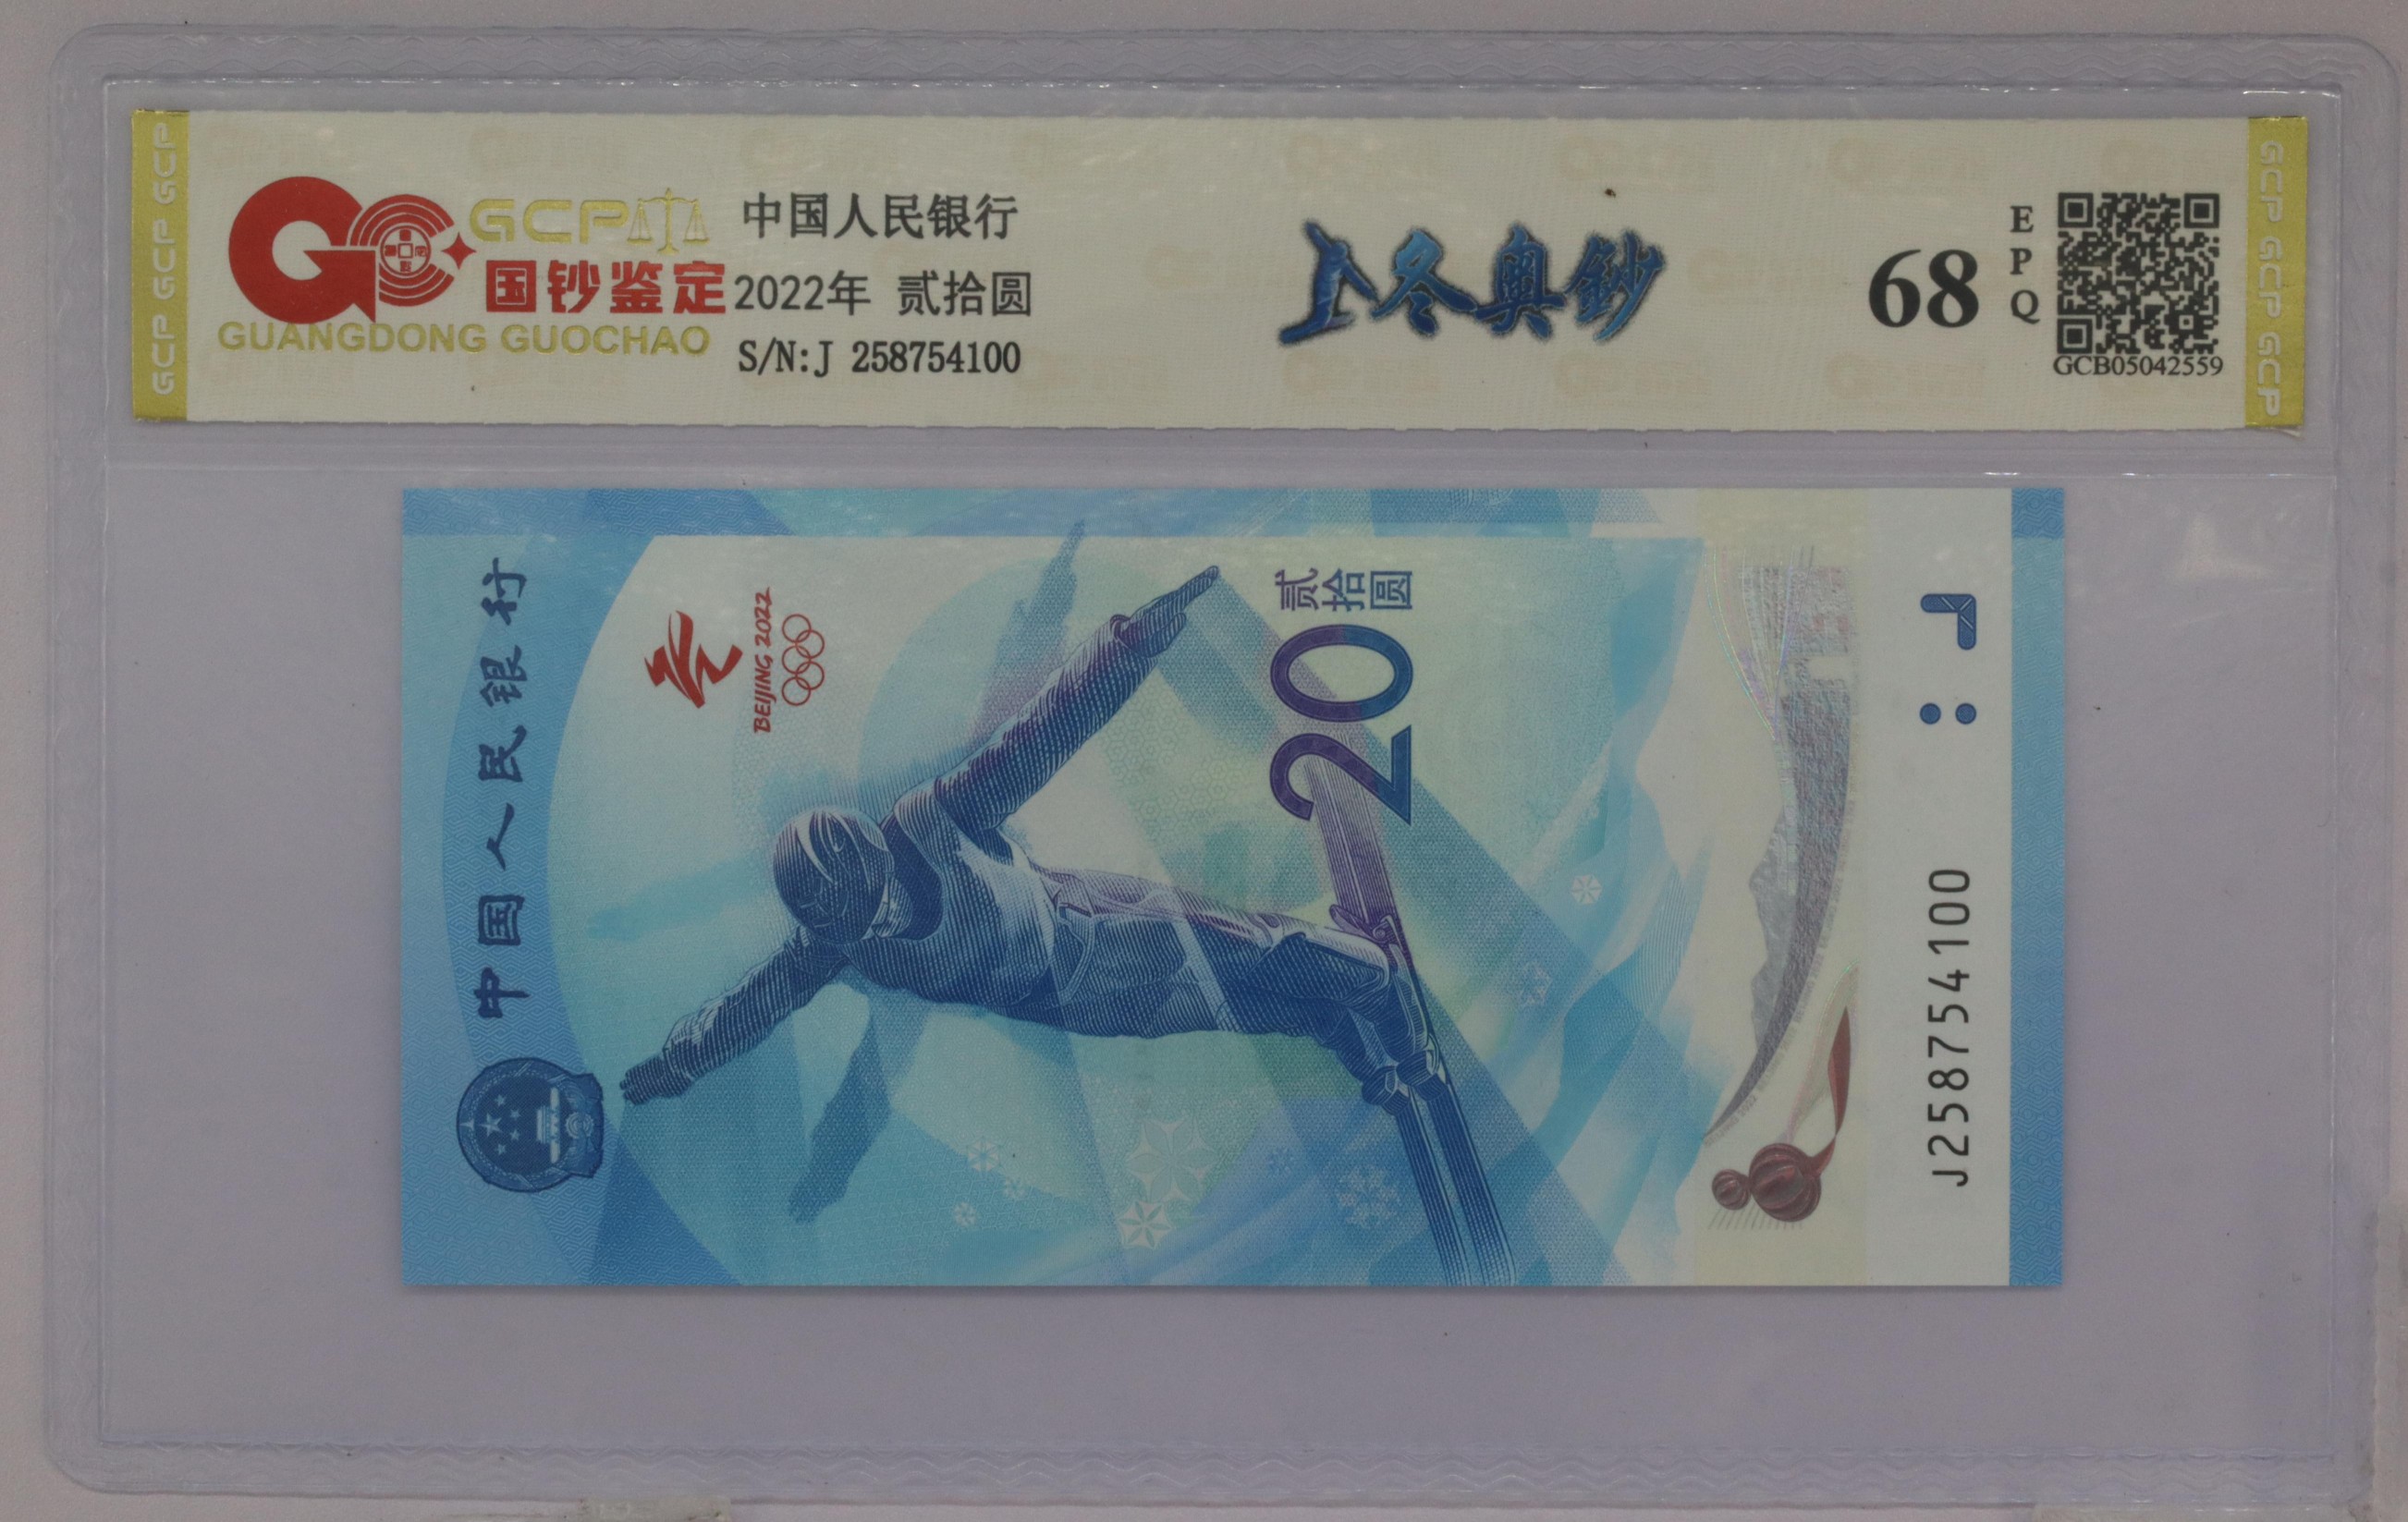 GCP GCP GCP
GCP
国钞鉴定
GUANGDONG GUOCHAO
中国人民银行
2022年 贰拾圆
S/N:J 258754100
冬奥鈔
68
EPQ
GCB05042559
GCP GCP GCP
中国人民银行
BEIJING 2022
贰拾圆
20
J258754100